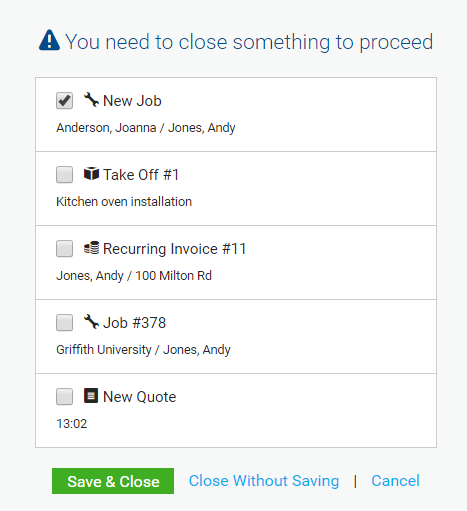 You need to close something to proceed
New Job
Anderson, Joanna / Jones, Andy
Take Off #1
Kitchen oven installation
Recurring Invoice #11
Jones, Andy / 100 Milton Rd
Job #378
Griffith University / Jones, Andy
New Quote
13:02
Save & Close Close Without Saving | Cancel